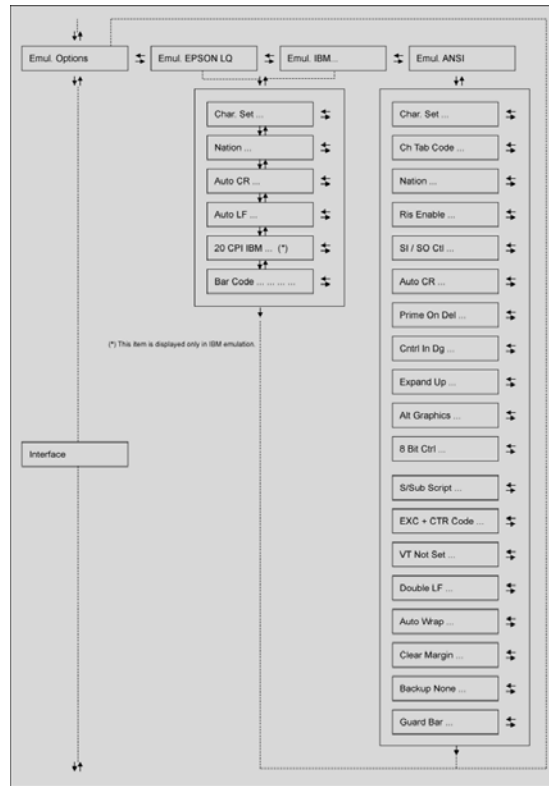 Emul. Options
Emul. EPSON LQ
Emul. IBM...
Emul. ANSI
Char. Set ...
Nation ...
Auto CR ...
Auto LF ...
20 CPI IBM ... (*)
Bar Code ... ... ... ...
(*) This item is displayed only in IBM emulation.
Char. Set ...
Ch Tab Code ...
Nation ...
Ris Enable ...
SI / SO Ctl ...
Auto CR ...
Prime On Del ...
Cntrl In Dg ...
Expand Up ...
Alt Graphics ...
8 Bit Ctrl ...
S/Sub Script ...
EXC + CTR Code ...
VT Not Set ...
Double LF ...
Auto Wrap ...
Clear Margin ...
Backup None ...
Guard Bar ...
Interface